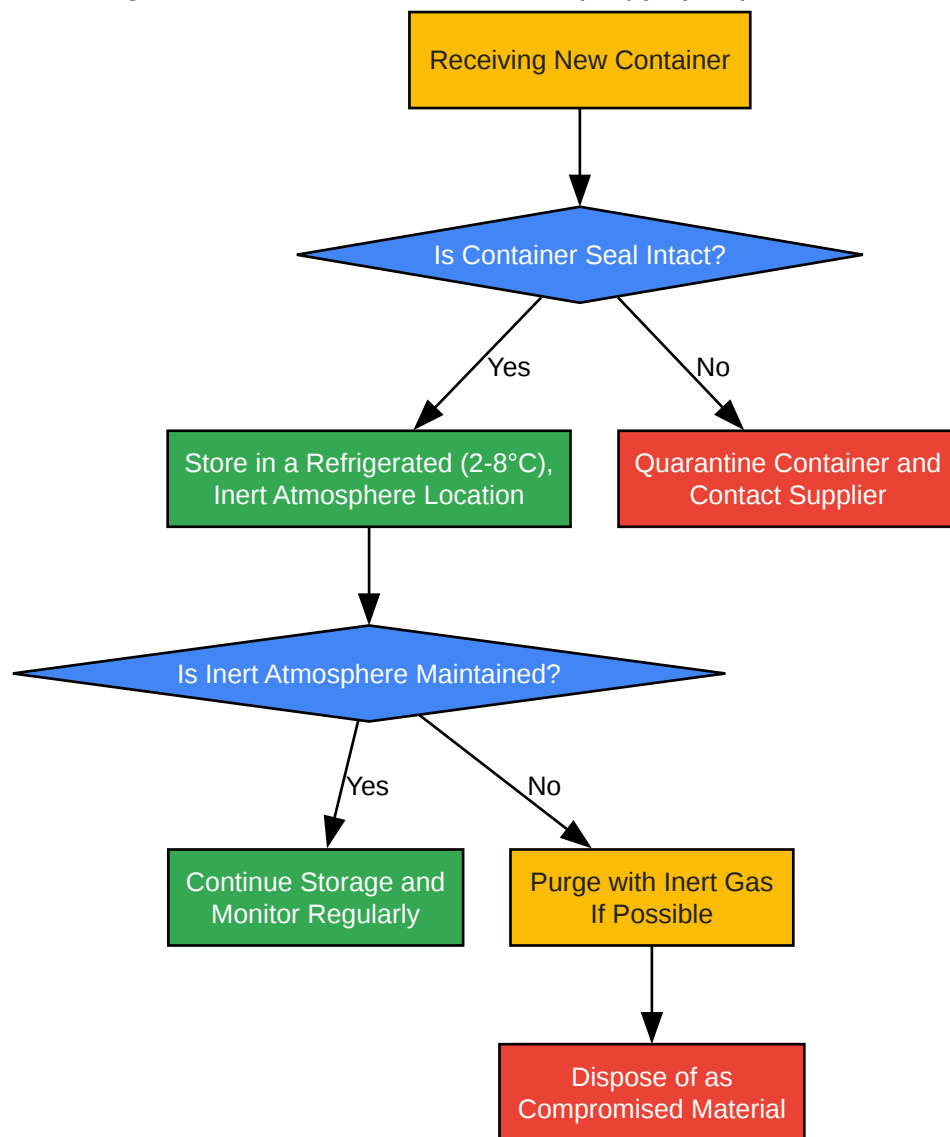 Receiving New Container
Is Container Seal Intact?
Yes
No
Store in a Refrigerated (2-8°C),
Inert Atmosphere Location
Quarantine Container and
Contact Supplier
Is Inert Atmosphere Maintained?
Yes
No
Continue Storage and
Monitor Regularly
Purge with Inert Gas
If Possible
Dispose of as
Compromised Material